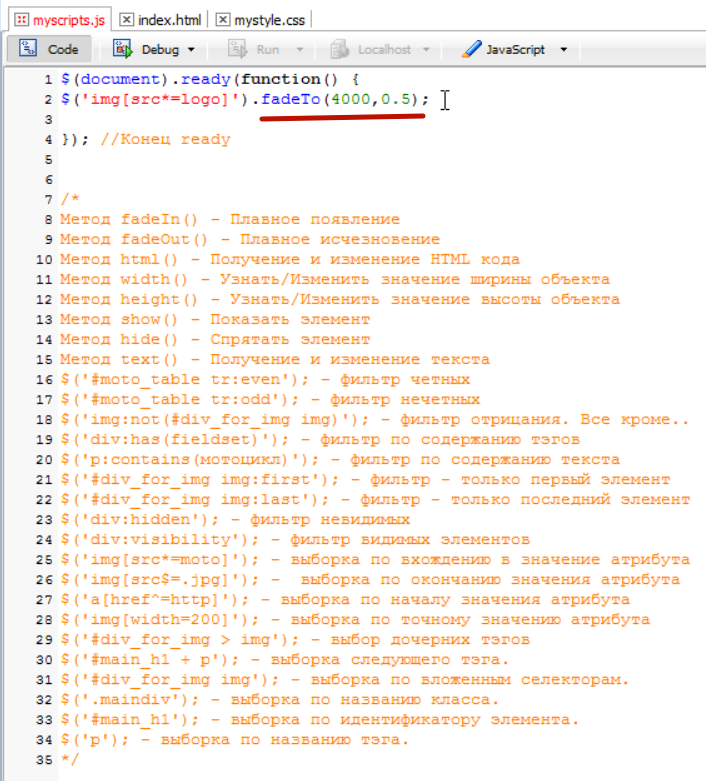 myscripts.js index.html mystyle.css
Code Debug Run Localhost JavaScript
1 $(document).ready(function() {
2 $('img[src*=logo]').fadeTo(4000,0.5);
3
4 }); //Конец ready
5
6
7 /*
8 Метод fadeIn() - Плавное появление
9 Метод fadeOut() - Плавное исчезновение
10 Метод html() - Получение и изменение HTML кода
11 Метод width() - Узнать/Изменить значение ширины объекта
12 Метод height() - Узнать/Изменить значение высоты объекта
13 Метод show() - Показать элемент
14 Метод hide() - Спрятать элемент
15 Метод text() - Получение и изменение текста
16 $('#moto_table tr:even'); - фильтр четных
17 $('#moto_table tr:odd'); - фильтр нечетных
18 $('img:not(#div_for_img img)'); - фильтр отрицания. Все кроме..
19 $('div:has(fieldset)'); - фильтр по содержанию тэгов
20 $('p:contains(мотоцикл)'); - фильтр по содержанию текста
21 $('#div_for_img img:first'); - фильтр - только первый элемент
22 $('#div_for_img img:last'); - фильтр - только последний элемент
23 $('div:hidden'); - фильтр невидимых
24 $('div:visibility'); - фильтр видимых элементов
25 $('img[src*=moto]'); - выборка по вхождению в значение атрибута
26 $('img[src$=.jpg]'); -  выборка по окончанию значения атрибута
27 $('a[href^=http]'); - выборка по началу значения атрибута
28 $('img[width=200]'); - выборка по точному значению атрибута
29 $('#div_for_img > img'); - выбор дочерних тэгов
30 $('#main_h1 + p'); - выборка следующего тэга.
31 $('#div_for_img img'); - выборка по вложенным селекторам.
32 $('.maindiv'); - выборка по названию класса.
33 $('#main_h1'); - выборка по идентификатору элемента.
34 $('p'); - выборка по названию тэга.
35 */